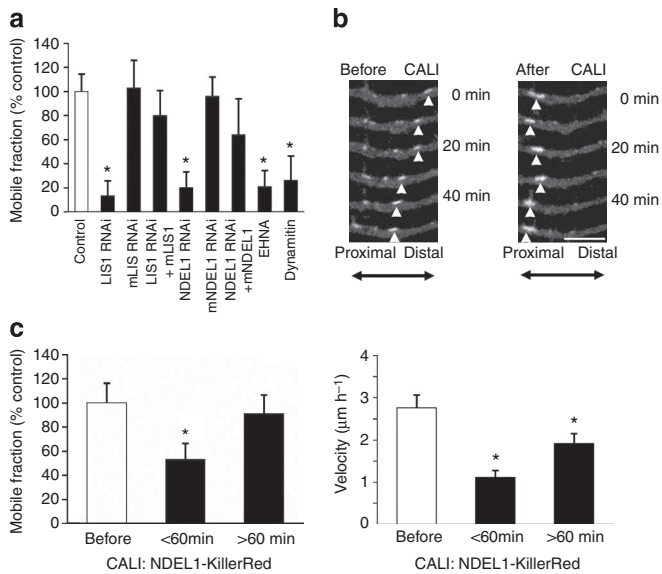 a
Mobile fraction (% control)
140
120
100
80
60
40
20
0
*
*
*
*
Control
LIS1 RNAi
mLIS RNAi
LIS1 RNAi
+ mLIS1
NDEL1 RNAi
mNDEL1 RNAi
NDEL1 RNAi
+mNDEL1
EHNA
Dynamitin
b
Before CALI
0 min
20 min
40 min
Proximal Distal
After CALI
0 min
20 min
40 min
Proximal Distal
c
Mobile fraction (% control)
140
120
100
80
60
40
20
0
*
Before <60min >60 min
CALI: NDEL1-KillerRed
Velocity (µm h−1)
4
3
2
1
0
*
*
Before <60min >60 min
CALI: NDEL1-KillerRed